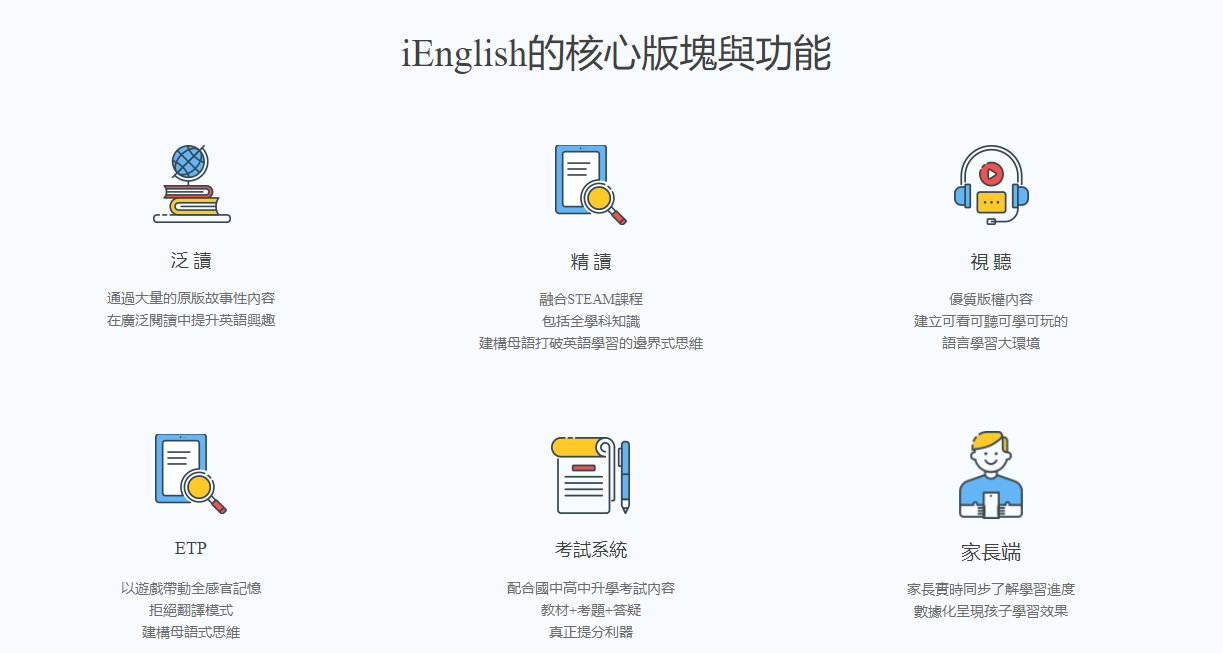 iEnglish的核心版塊與功能
泛 讀
通過大量的原版故事性內容
在廣泛閱讀中提升英語興趣
精 讀
融合STEAM課程
包括全學科知識
建構母語打破英語學習的邊界式思維
視 聽
優質版權內容
建立可看可聽可學可玩的
語言學習大環境
ETP
以遊戲帶動全感官記憶
拒絕翻譯模式
建構母語式思維
考試系統
配合國中高中升學考試内容
教材+考題+答疑
真正提分利器
家長端
家長實時同步了解學習進度
數據化呈現孩子學習效果